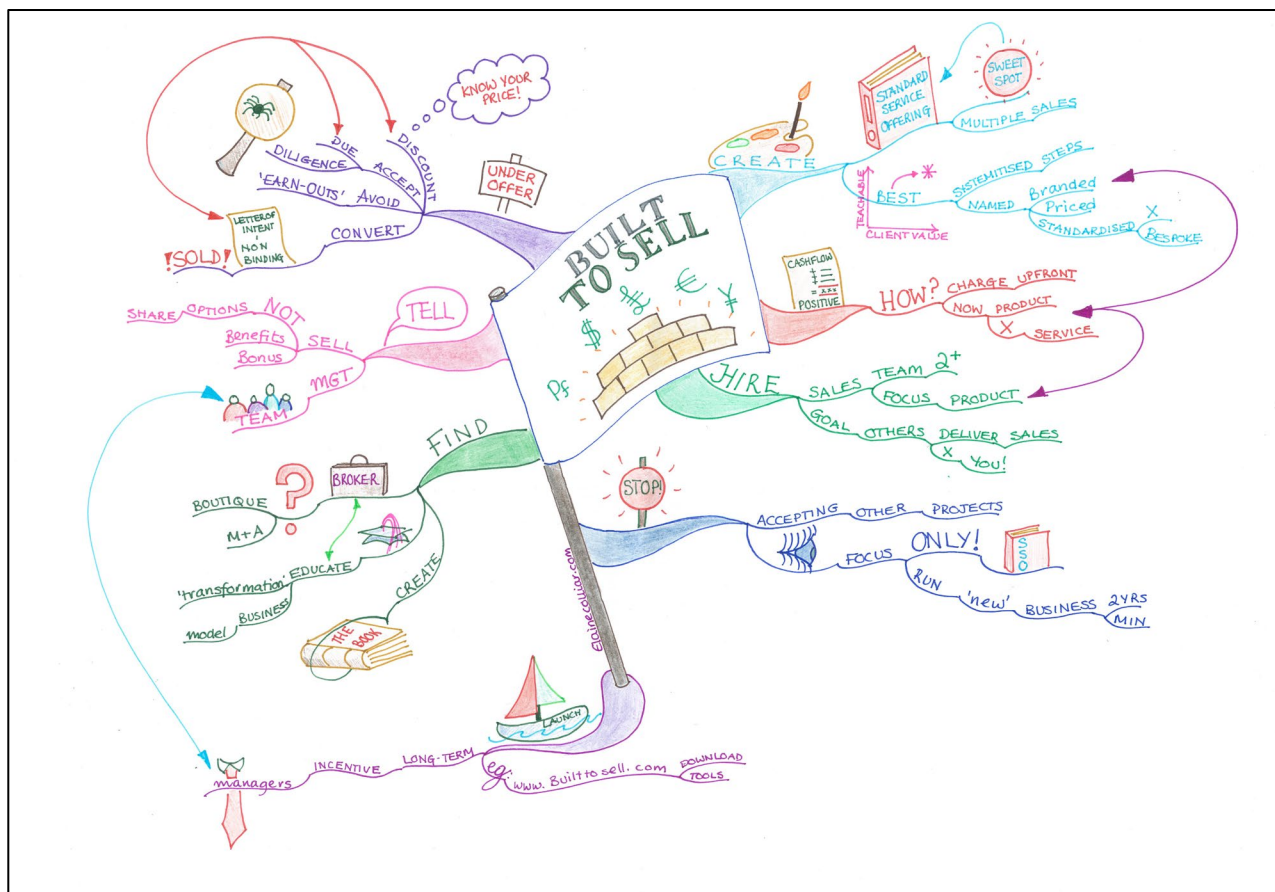 BUILT
TO SELL
$ £ € ¥
Pf
CREATE
STANDARD
SERVICE
OFFERING
SWEET
SPOT
MULTIPLE SALES
TEACHABLE
CLIENT VALUE
BEST
SYSTEMITISED STEPS
NAMED
Branded
Priced
STANDARDISED
X
BESPOKE
CASHFLOW
= xxx
POSITIVE
HOW?
CHARGE UPFRONT
NOW PRODUCT
X
SERVICE
HIRE
SALES TEAM 2+
FOCUS PRODUCT
GOAL OTHERS DELIVER SALES
X
YOU!
STOP!
ACCEPTING OTHER PROJECTS
FOCUS
ONLY!
SSO
RUN 'new' BUSINESS 2YRS
MIN
LAUNCH
LONG-TERM
INCENTIVE
managers
eg:
www.Builttosell.com
DOWNLOAD
TOOLS
Elainecolliar.com
FIND
BROKER
BOUTIQUE
M+A
?
EDUCATE
'transformation'
BUSINESS
model
CREATE
THE
BOOK
TELL
SELL
NOT
SHARE OPTIONS
Benefits
Bonus
MGT
TEAM
UNDER
OFFER
KNOW YOUR
PRICE!
DISCOUNT
ACCEPT
DUE
DILIGENCE
'EARN-OUTS' AVOID
CONVERT
LETTER OF
INTENT
NON
BINDING
!SOLD!